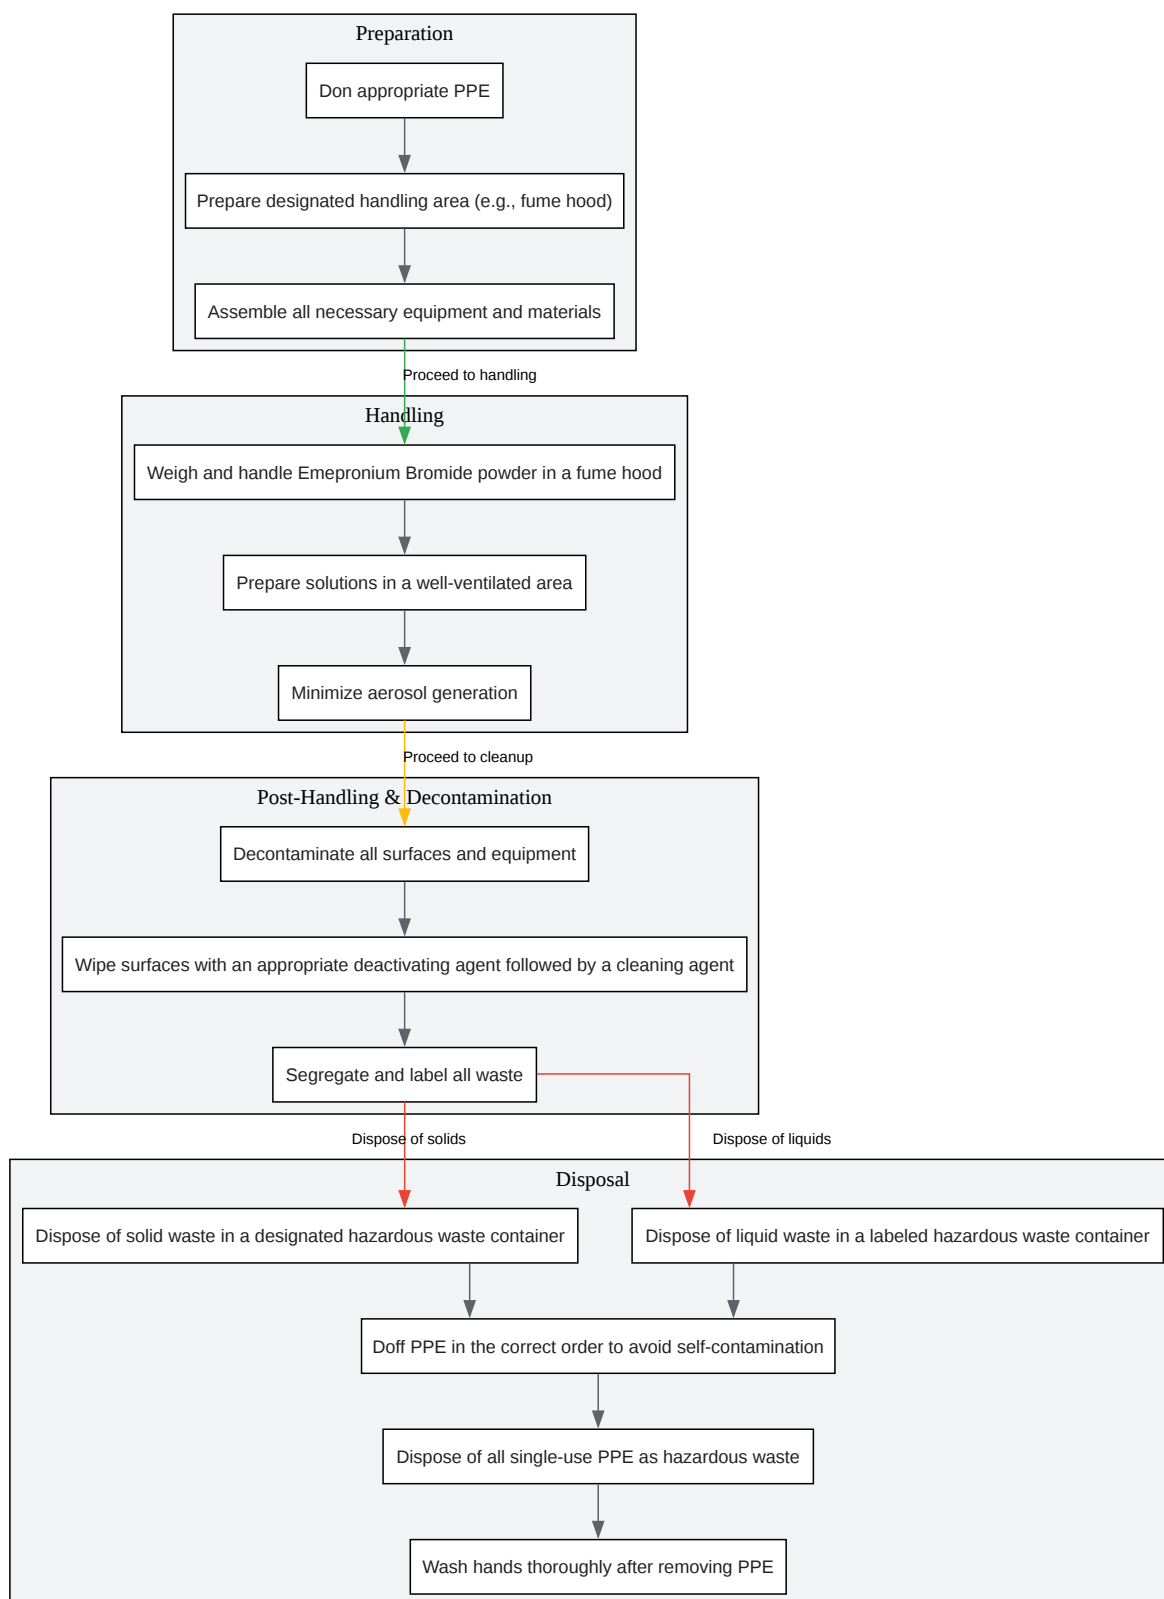 Preparation
Don appropriate PPE
Prepare designated handling area (e.g., fume hood)
Assemble all necessary equipment and materials
Proceed to handling
Handling
Weigh and handle Emepronium Bromide powder in a fume hood
Prepare solutions in a well-ventilated area
Minimize aerosol generation
Proceed to cleanup
Post-Handling & Decontamination
Decontaminate all surfaces and equipment
Wipe surfaces with an appropriate deactivating agent followed by a cleaning agent
Segregate and label all waste
Dispose of solids
Dispose of liquids
Disposal
Dispose of solid waste in a designated hazardous waste container
Dispose of liquid waste in a labeled hazardous waste container
Doff PPE in the correct order to avoid self-contamination
Dispose of all single-use PPE as hazardous waste
Wash hands thoroughly after removing PPE